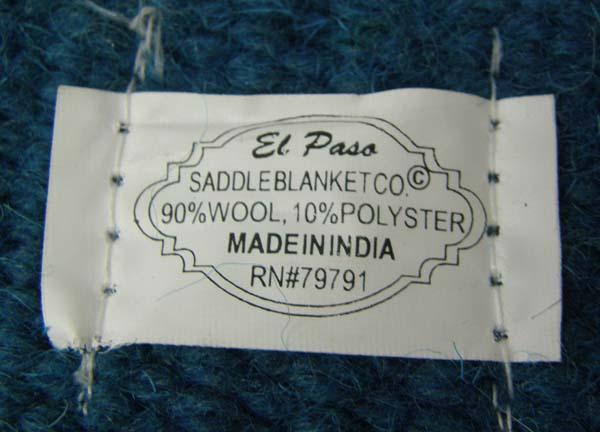 El Paso
SADDLEBLANKETCO.©
90%WOOL, 10%POLYSTER
MADEININDIA
RN#79791